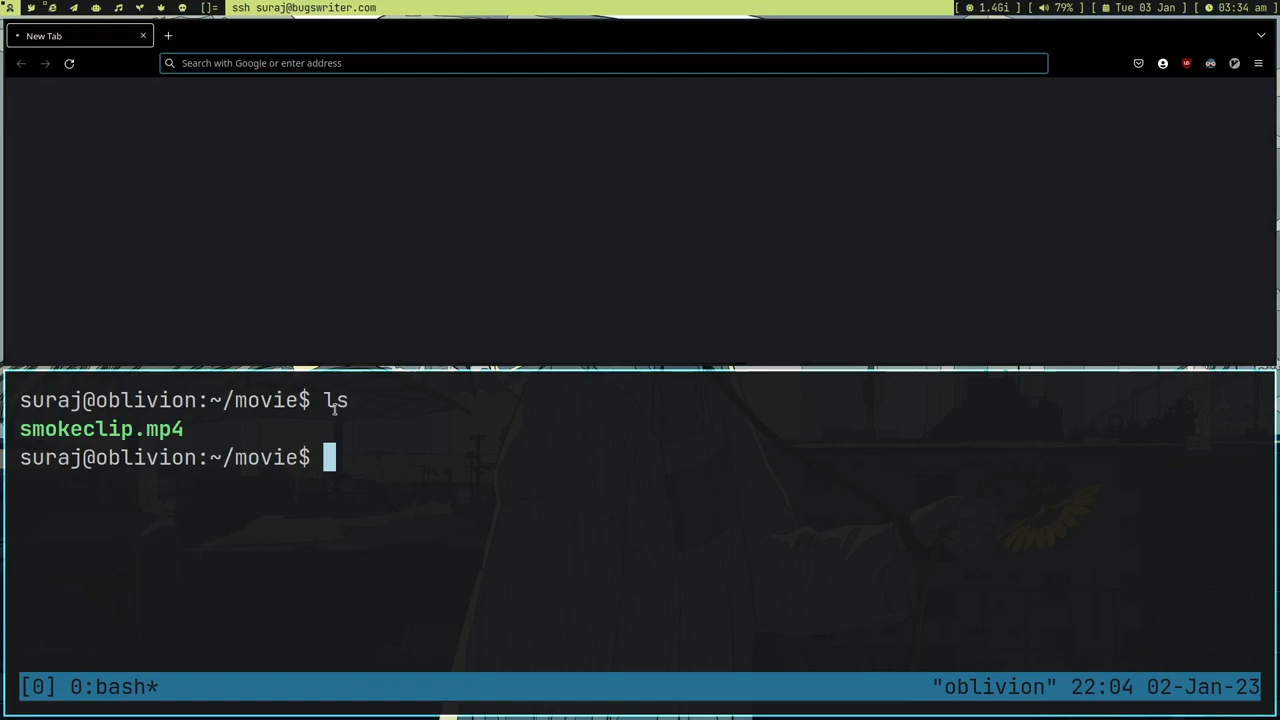 []= ssh suraj@bugswriter.com [ 1.4Gi ] [ 79% ] [ Tue 03 Jan ] [ 03:34 am ]
New Tab
Search with Google or enter address
suraj@oblivion:~/movie$ ls
smokeclip.mp4
suraj@oblivion:~/movie$
[0] 0:bash* "oblivion" 22:04 02-Jan-23